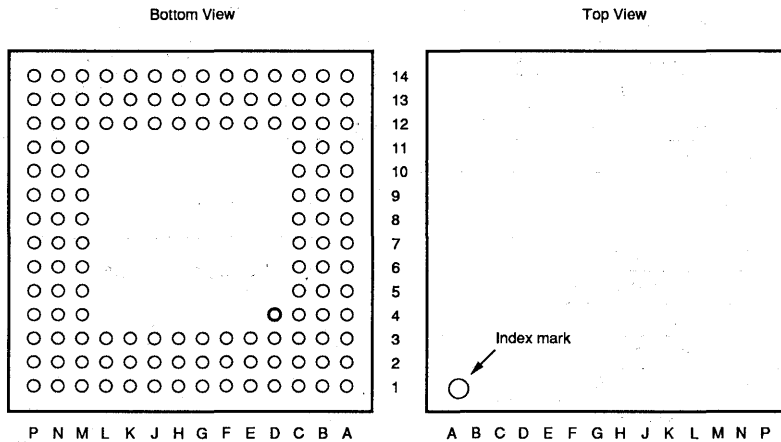 Bottom View
Top View
14
13
12
11
10
9
8
7
6
5
4
3
2
1
Index mark
P N M L K J H G F E D C B A
A B C D E F G H J K L M N P